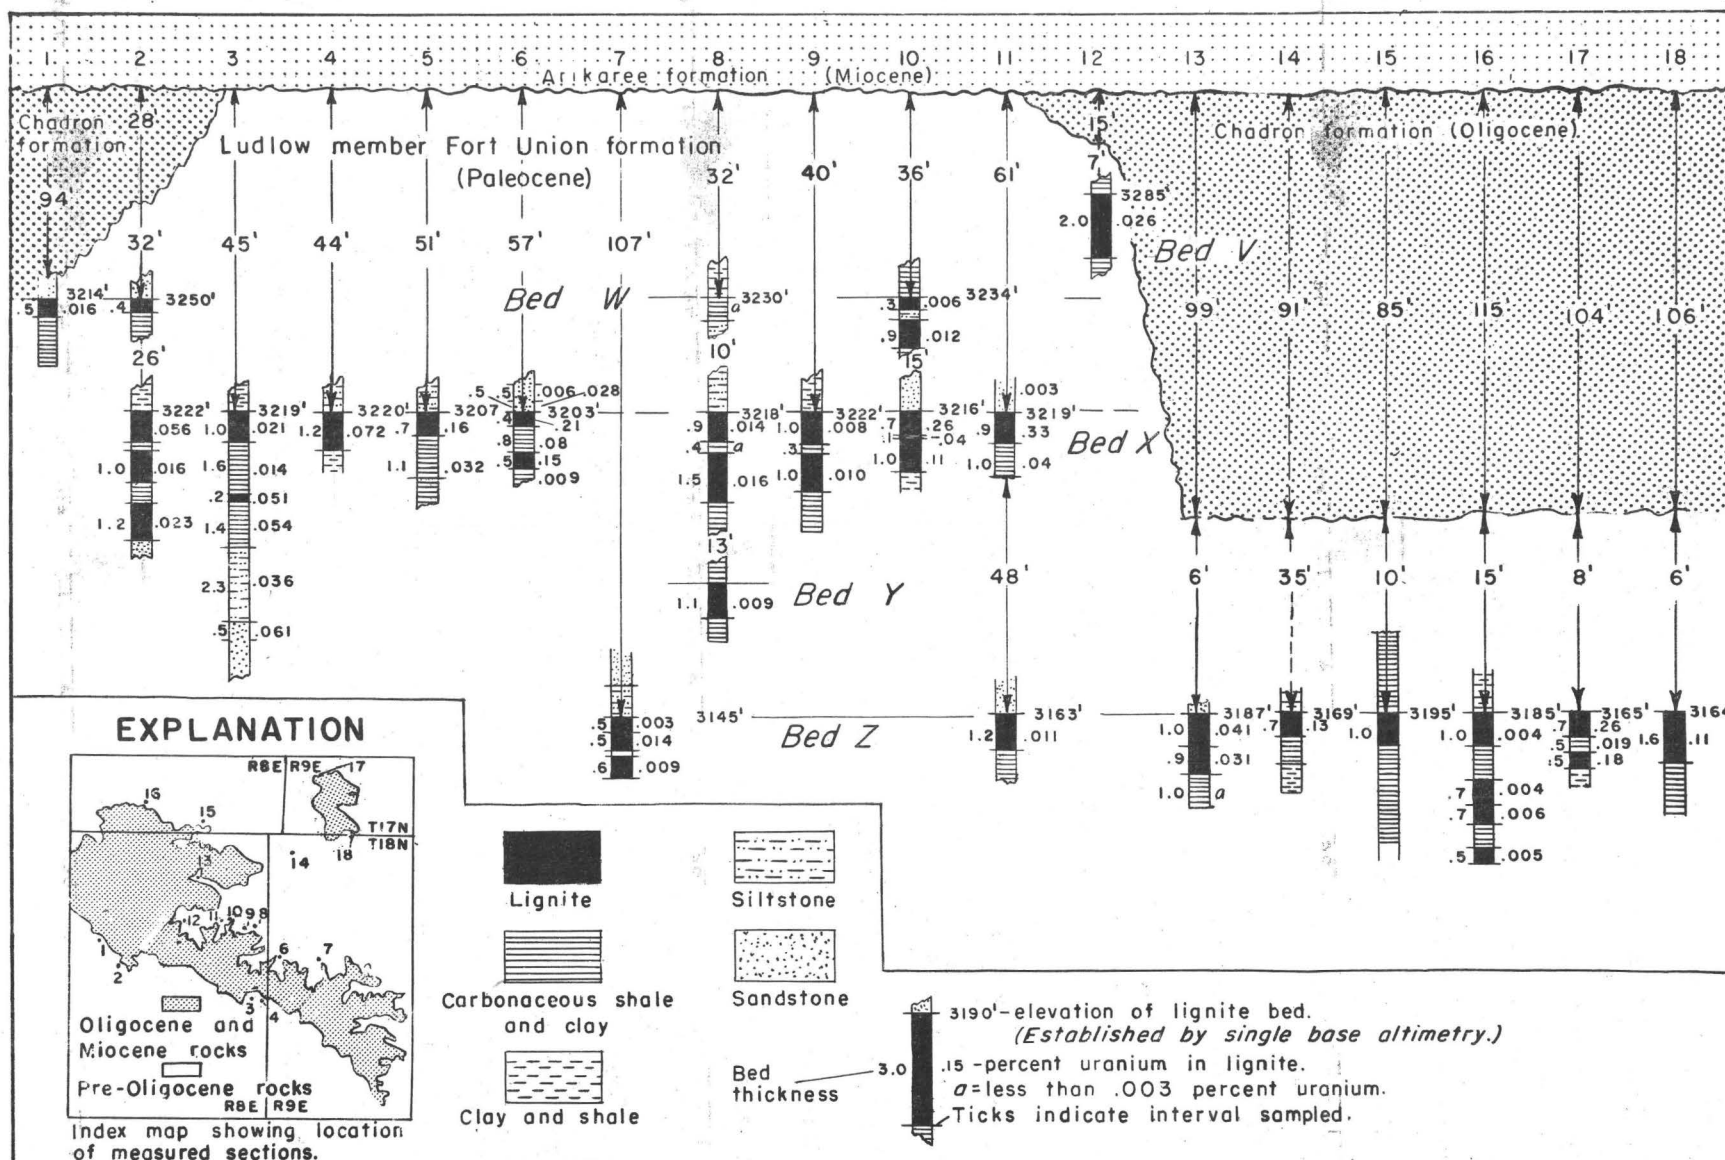 1 2 3 4 5 6 7 8 9 10 11 12 13 14 15 16 17 18
Arikaree formation (Miocene)
Chadron
formation
28'
Ludlow member Fort Union formation
(Paleocene)
15'
7'
Chadron formation (Oligocene)
94'
32' 40' 36' 61'
3285'
2.0 .026
Bed V
32' 45' 44' 51' 57' 107'
3214'
.5 .016
3250'
.4
Bed W
3230'
a
.006 3234'
.3
.9 .012
99' 91' 85' 115' 104' 106'
26'
10'
15'
3222'
.056
1.0 .016
1.2 .023
3219'
1.0 .021
1.6 .014
.2 .051
1.4 .054
2.3 .036
.5 .061
3220'
1.2 .072
3207
.7 .16
1.1 .032
.5 .5 .006 .028
3203'
.4 .21
.8 .08
.5 .15
.009
3218'
.9 .014
.4 a
1.5 .016
3222'
1.0 .008
.3
1.0 .010
3216'
.7 .26
.1 .04
1.0 .11
.003
3219'
.9 .33
1.0 .04
Bed X
13'
1.1 .009
Bed Y
48'
6' 35' 10' 15' 8' 6'
3145'
.5 .003
.5 .014
.6 .009
Bed Z
3163'
1.2 .011
3187'
1.0 .041
.9 .031
1.0 a
3169'
.7 .13
3195'
1.0
3185'
1.0 .004
.7 .004
.7 .006
.5 .005
3165'
.7 .26
.5 .019
.5 .18
3164
1.6 .11
EXPLANATION
R8E R9E 17
16
15
T17N
T18N
13
14
18
12 11 10 9 8
1
2
6 7
3
4
Oligocene and
Miocene rocks
Pre-Oligocene rocks
R8E R9E
Index map showing location
of measured sections.
Lignite
Siltstone
Carbonaceous shale
and clay
Sandstone
Clay and shale
Bed
thickness
3.0
3190'-elevation of lignite bed.
(Established by single base altimetry.)
.15 -percent uranium in lignite.
a=less than .003 percent uranium.
Ticks indicate interval sampled.